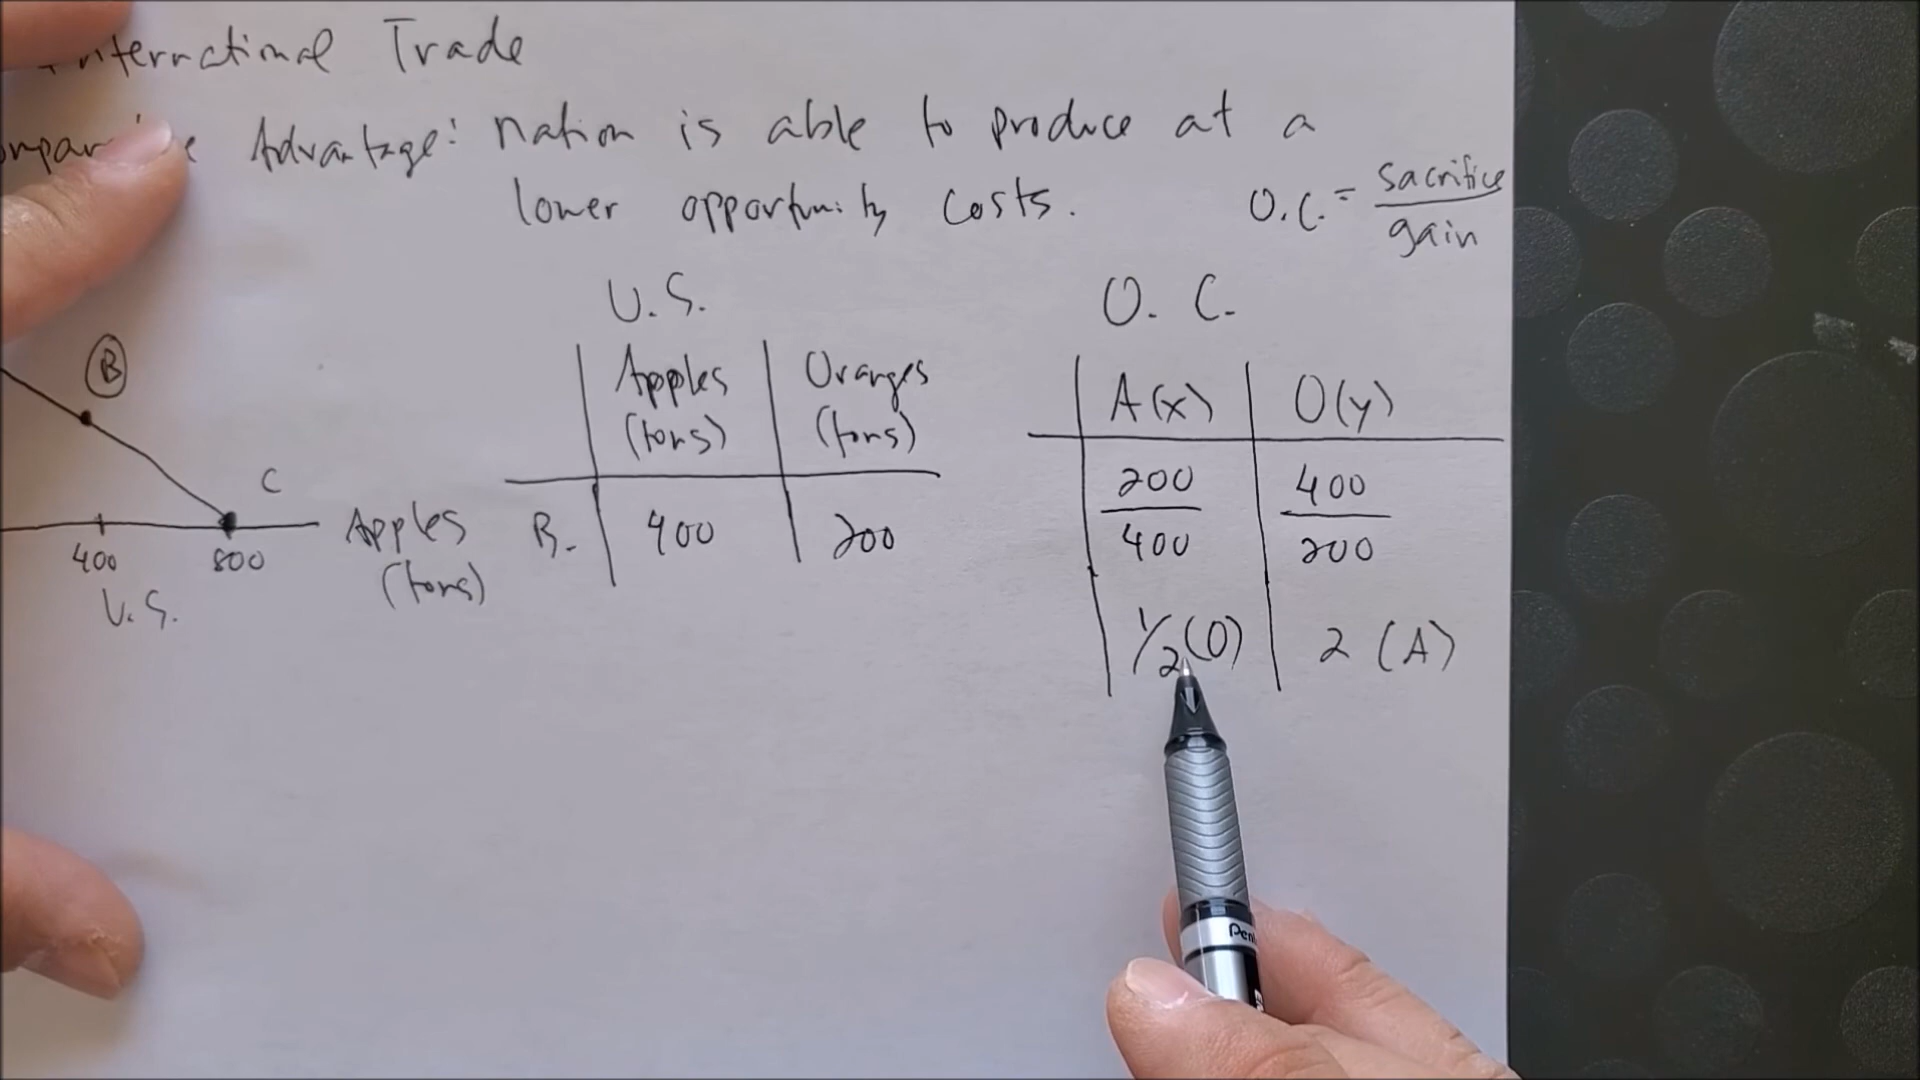 International Trade
Advantage: nation is able to produce at a
lower opportunity costs.
O.C. = sacrifice
gain
U.S.
Apples (tons)
Oranges (tons)
B. 400 200
O. C.
A(x) O(y)
200 400
400 200
1/2(O) 2 (A)
B
C
400 800
Apples
(tons)
U.S.